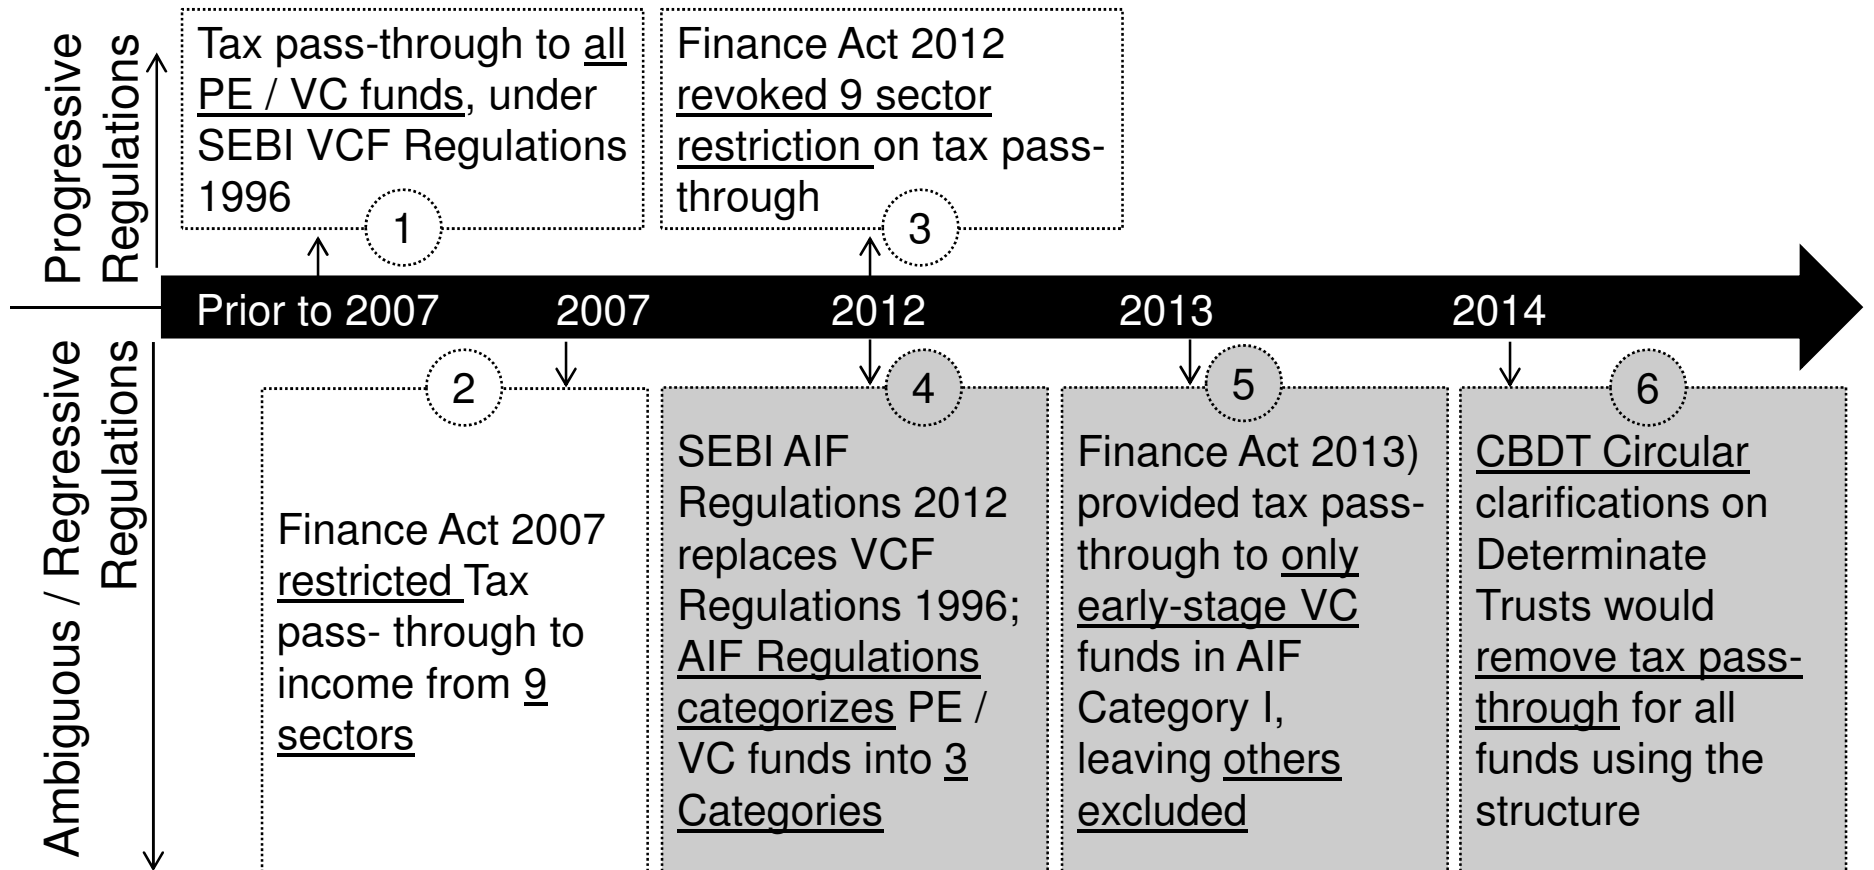 Progressive
Regulations
Tax pass-through to all
PE / VC funds, under
SEBI VCF Regulations
1996
1
Finance Act 2012
revoked 9 sector
restriction on tax pass-
through
3
Prior to 2007
2007
2012
2013
2014
Ambiguous / Regressive
Regulations
2
Finance Act 2007
restricted Tax
pass- through to
income from 9
sectors
4
SEBI AIF
Regulations 2012
replaces VCF
Regulations 1996;
AIF Regulations
categorizes PE /
VC funds into 3
Categories
5
Finance Act 2013)
provided tax pass-
through to only
early-stage VC
funds in AIF
Category I,
leaving others
excluded
6
CBDT Circular
clarifications on
Determinate
Trusts would
remove tax pass-
through for all
funds using the
structure